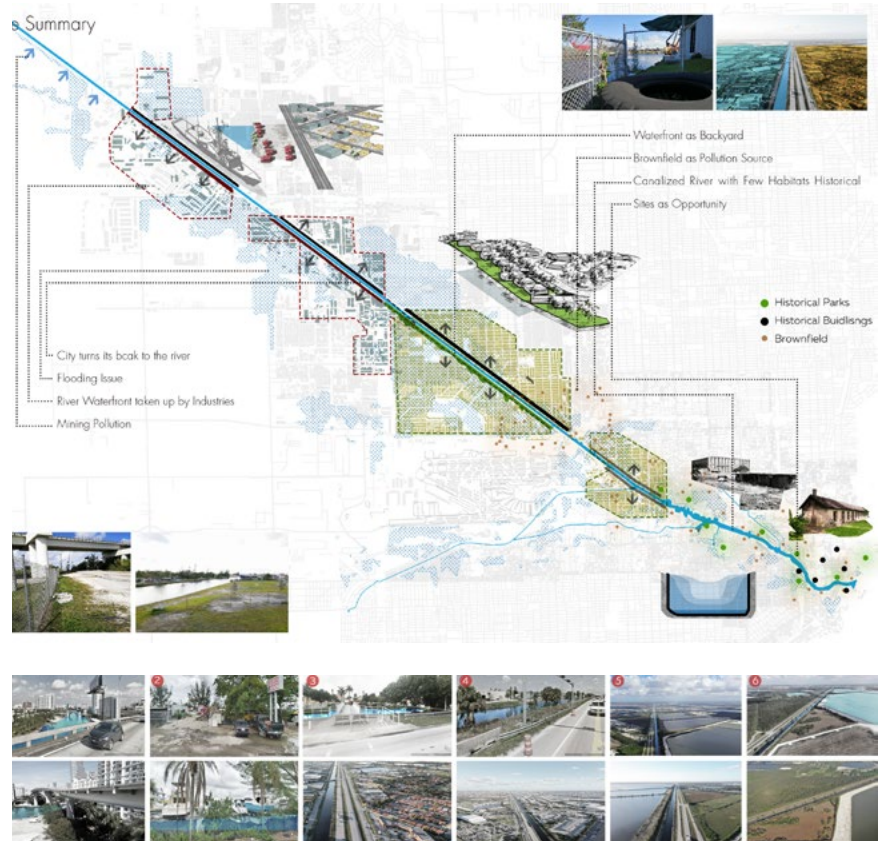 Summary
Waterfront as Backyard
Brownfield as Pollution Source
Canalized River with Few Habitats Historical
Sites as Opportunity
Historical Parks
Historical Buidlisngs
Brownfield
City turns its bcak to the river
Flooding Issue
River Waterfront taken up by Industries
Mining Pollution
2
3
4
5
6